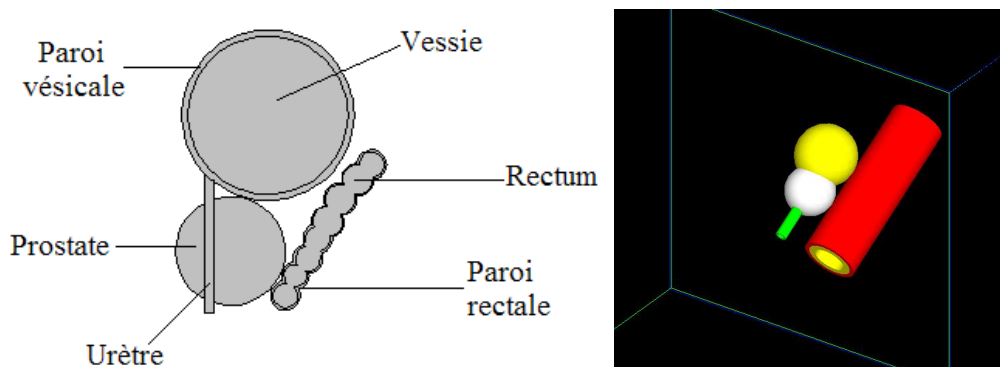 Paroi
vésicale
Vessie
Rectum
Prostate
Paroi
rectale
Urètre